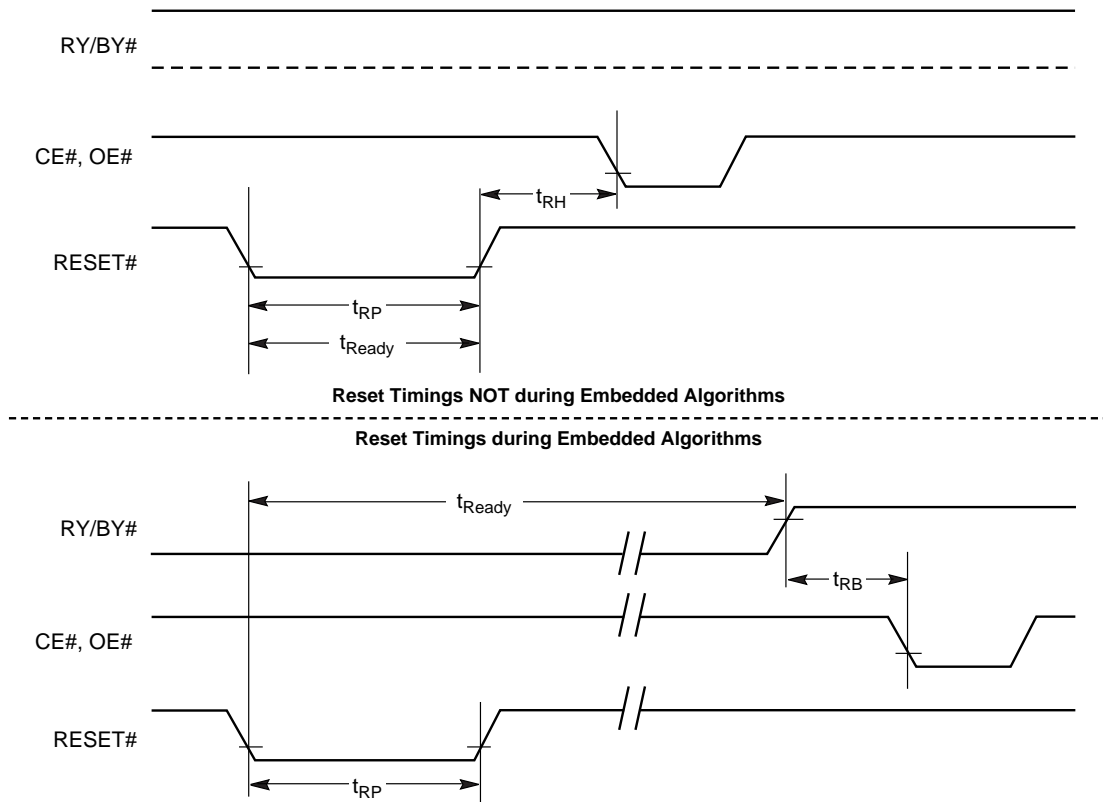 RY/BY#
CE#, OE#
tRH
RESET#
tRP
tReady
Reset Timings NOT during Embedded Algorithms
Reset Timings during Embedded Algorithms
tReady
RY/BY#
tRB
CE#, OE#
RESET#
tRP